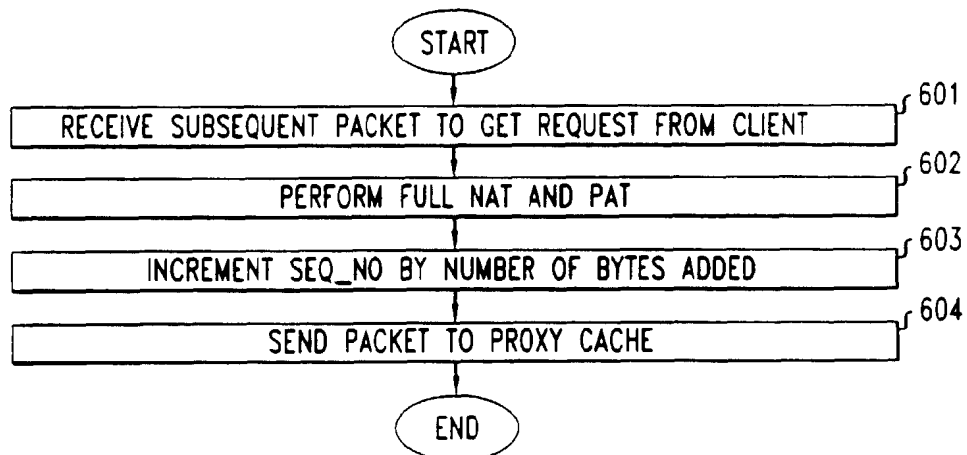 START
601
RECEIVE SUBSEQUENT PACKET TO GET REQUEST FROM CLIENT
602
PERFORM FULL NAT AND PAT
603
INCREMENT SEQ_NO BY NUMBER OF BYTES ADDED
604
SEND PACKET TO PROXY CACHE
END